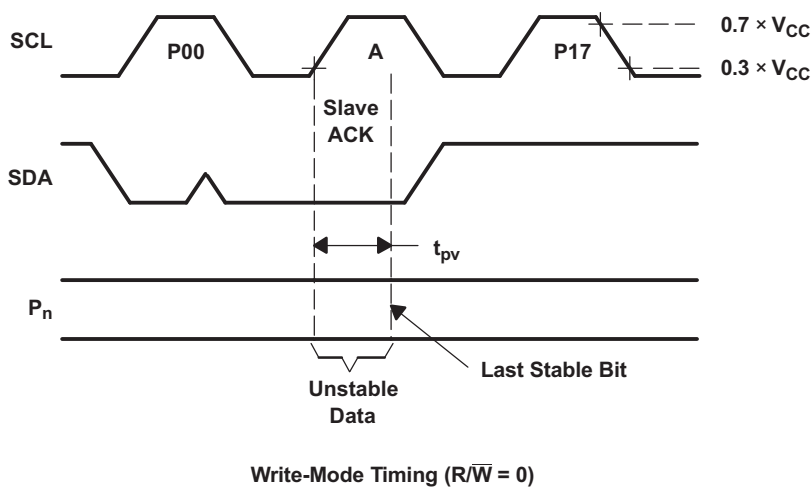 SCL
P00
A
P17
0.7 × VCC
0.3 × VCC
Slave
ACK
SDA
tpv
Pn
Last Stable Bit
Unstable
Data
Write-Mode Timing (R/W̅ = 0)